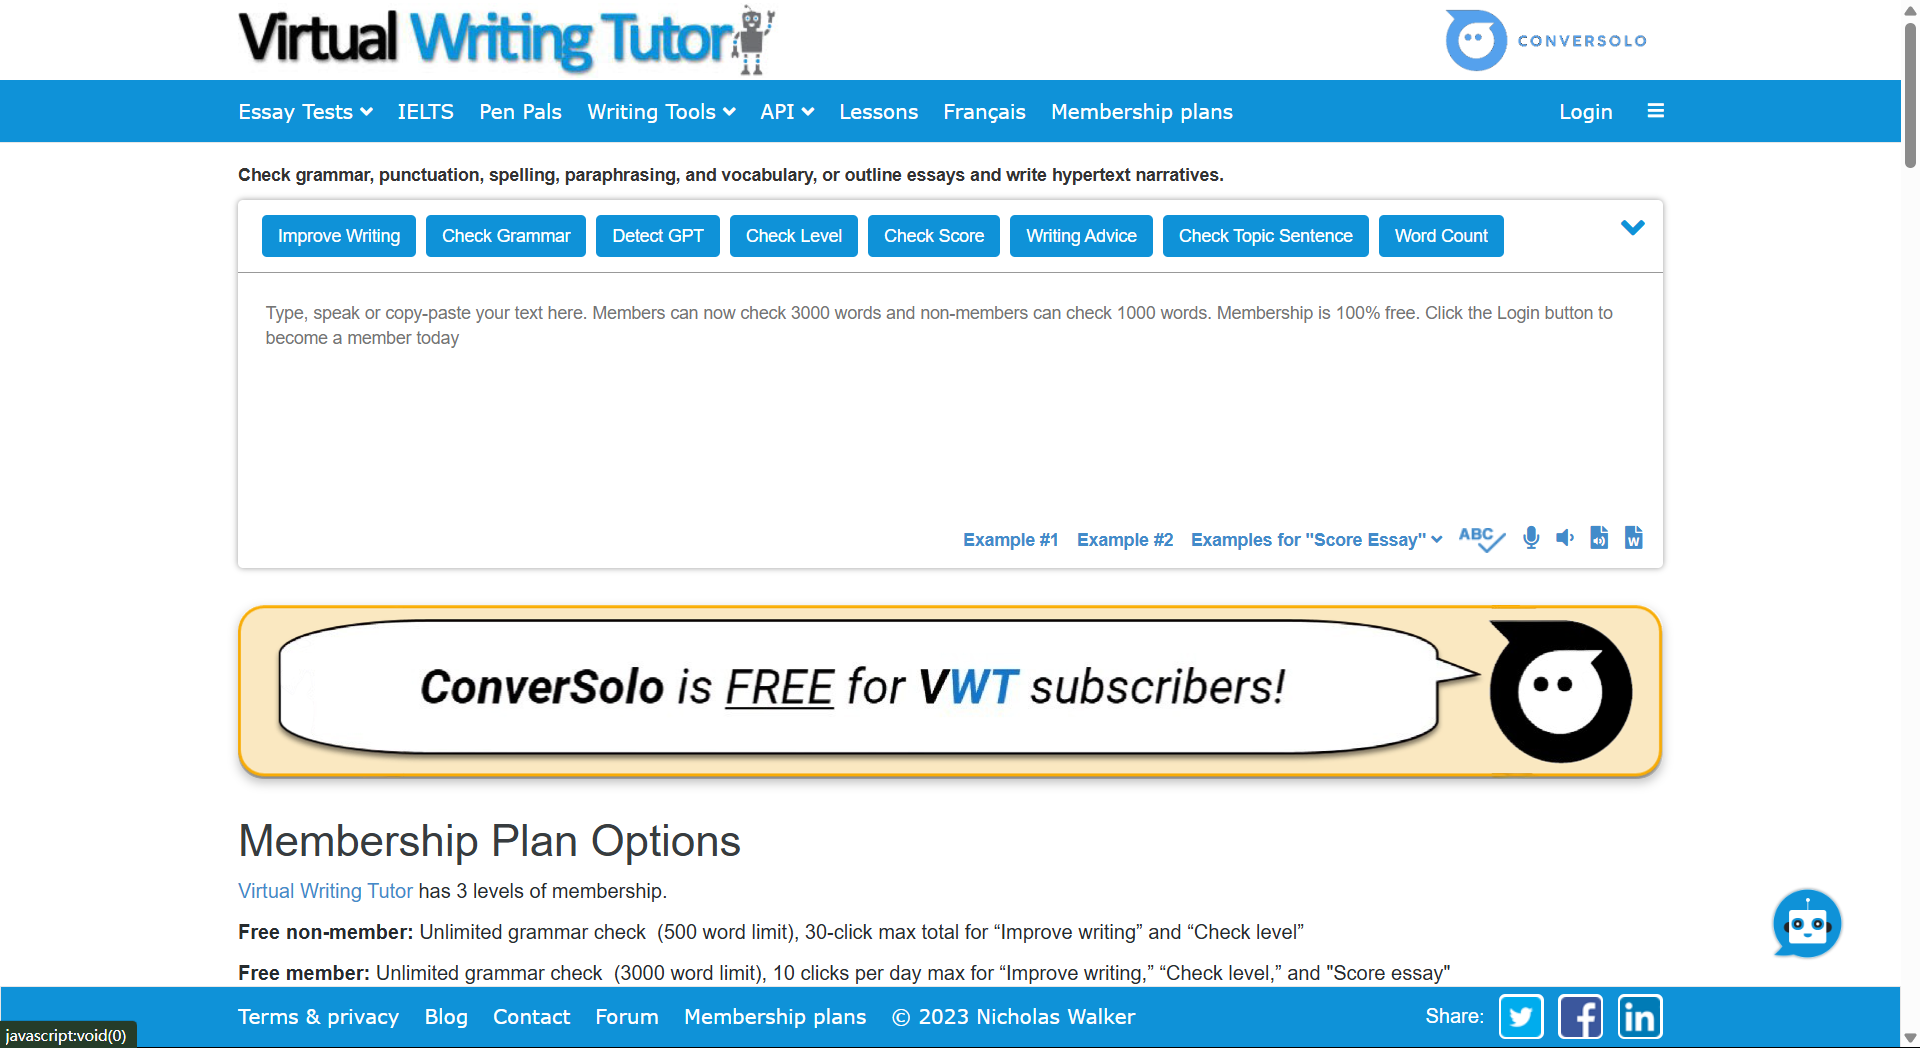 Virtual Writing Tutor
CONVERSOLO
Essay Tests IELTS Pen Pals Writing Tools API Lessons Français Membership plans Login
Check grammar, punctuation, spelling, paraphrasing, and vocabulary, or outline essays and write hypertext narratives.
Improve Writing Check Grammar Detect GPT Check Level Check Score Writing Advice Check Topic Sentence Word Count
Type, speak or copy-paste your text here. Members can now check 3000 words and non-members can check 1000 words. Membership is 100% free. Click the Login button to
become a member today
Example #1 Example #2 Examples for "Score Essay" ABC W
ConverSolo is FREE for VWT subscribers!
Membership Plan Options
Virtual Writing Tutor has 3 levels of membership.
Free non-member: Unlimited grammar check (500 word limit), 30-click max total for “Improve writing” and “Check level”
Free member: Unlimited grammar check (3000 word limit), 10 clicks per day max for “Improve writing,” “Check level,” and "Score essay"
Terms & privacy Blog Contact Forum Membership plans © 2023 Nicholas Walker Share: f in
javascript:void(0)